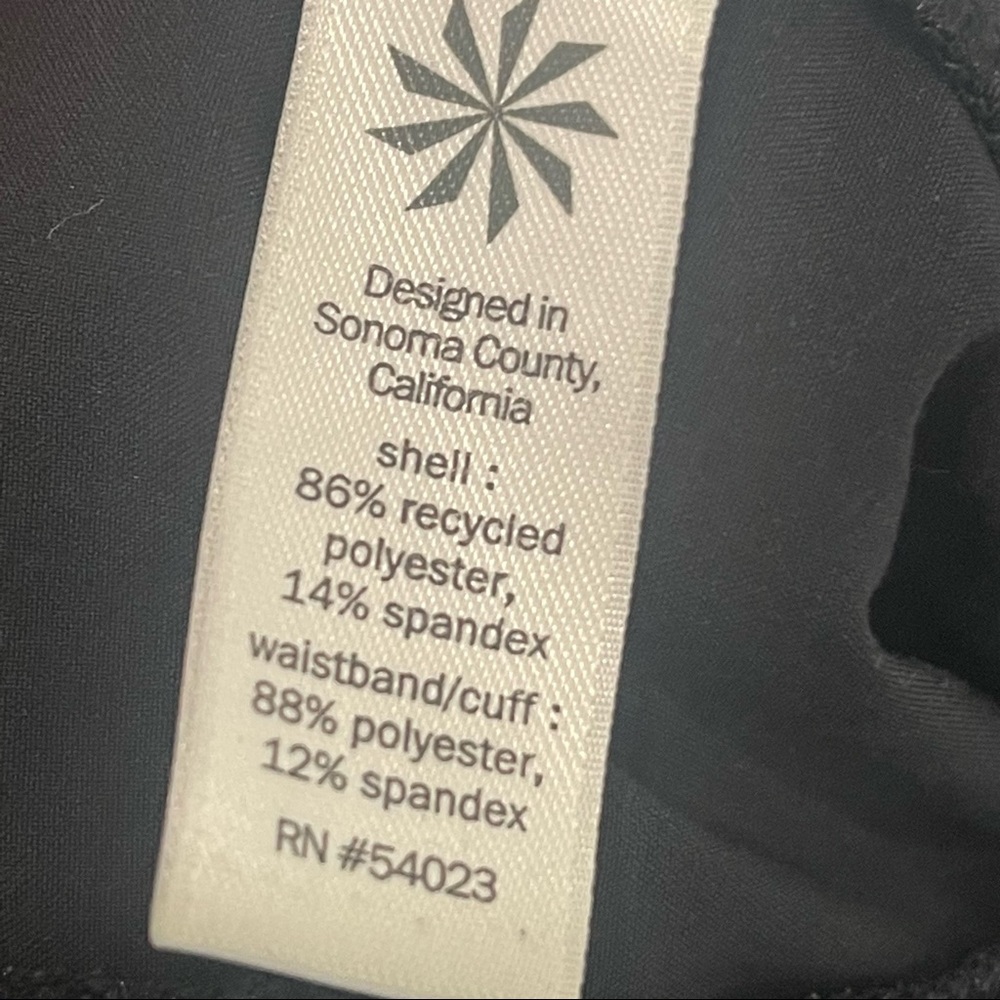 Designed in
Sonoma County,
California
shell :
86% recycled
polyester,
14% spandex
waistband/cuff :
88% polyester,
12% spandex
RN #54023